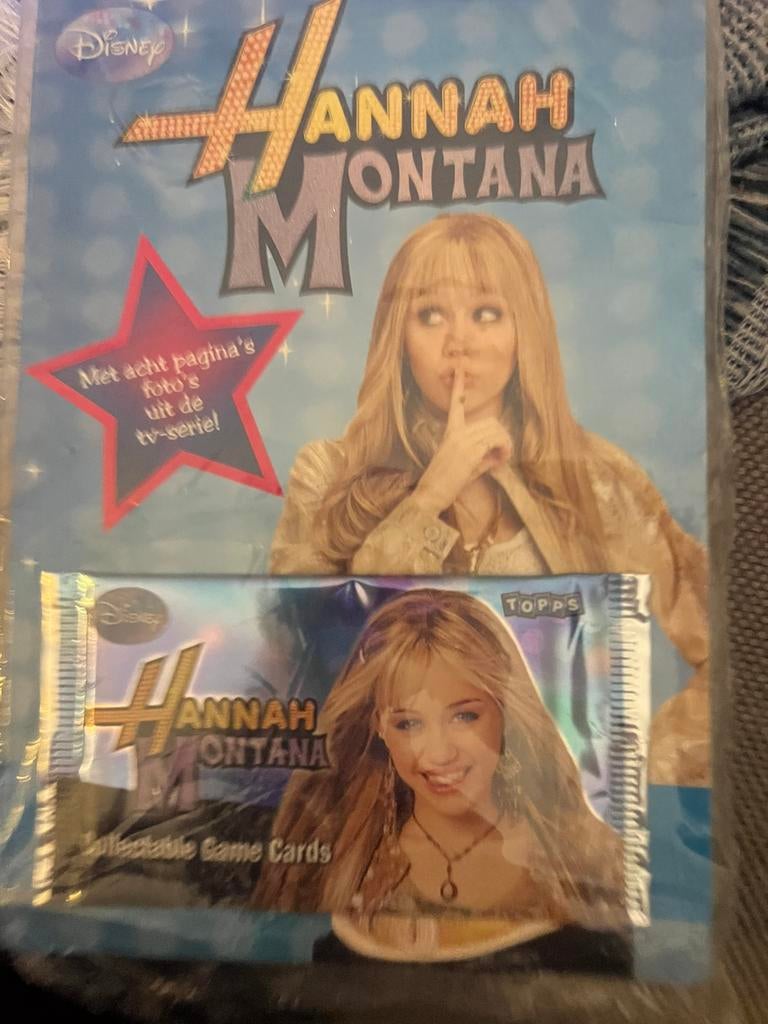 Disney
HANNAH
MONTANA
Met acht pagina's
foto's
uit de
tv-serie!
Disney
TOPPS
HANNAH
MONTANA
Collectable Game Cards